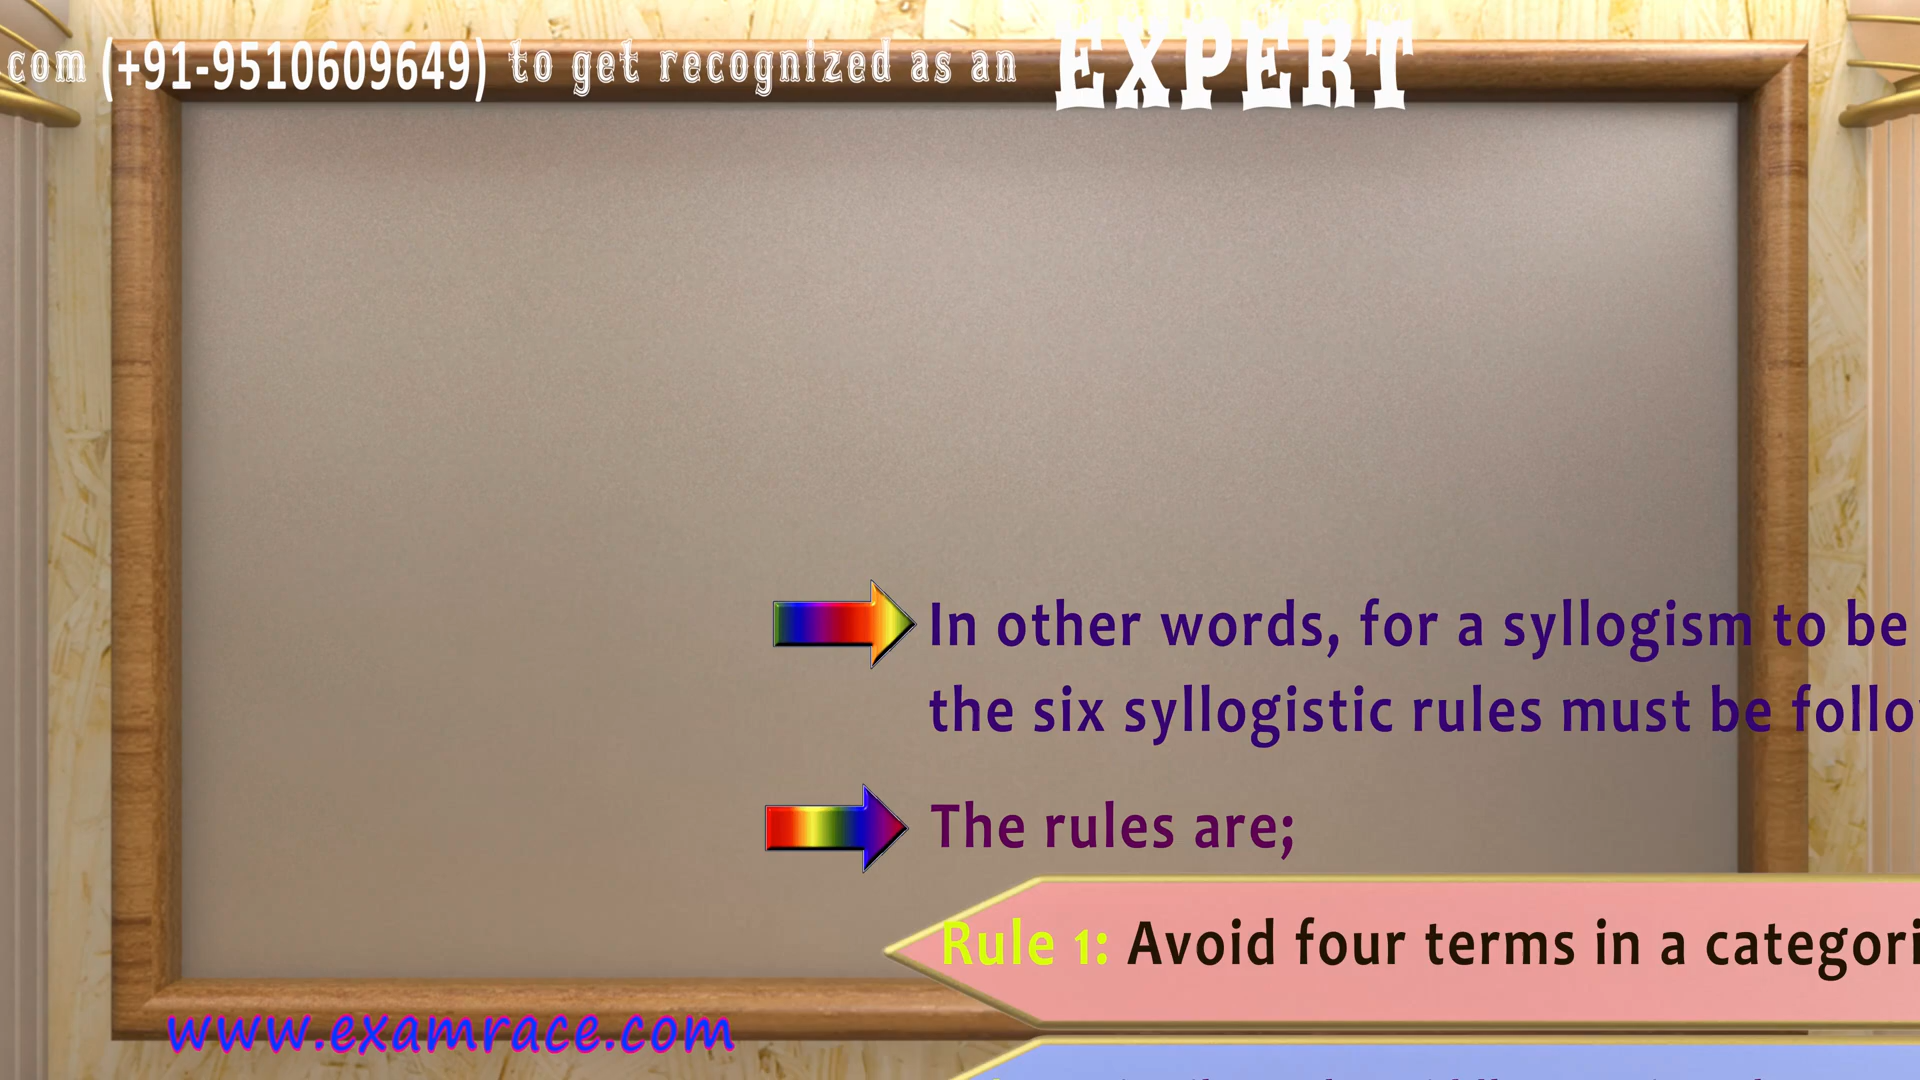 com (+91-9510609649) to get recognized as an EXPERT
In other words, for a syllogism to be
the six syllogistic rules must be follo
The rules are;
Rule 1: Avoid four terms in a categori
www.examrace.com